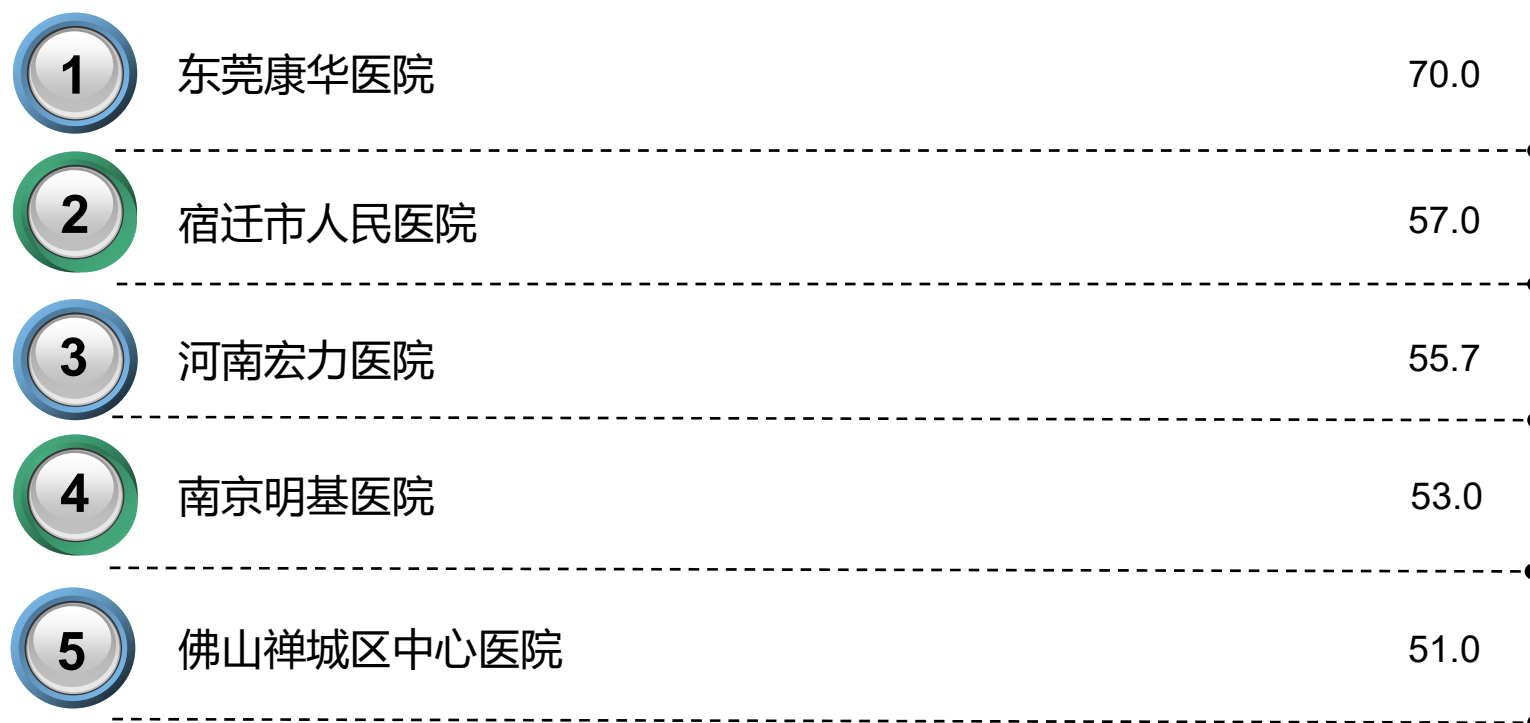 1 东莞康华医院 70.0
2 宿迁市人民医院 57.0
3 河南宏力医院 55.7
4 南京明基医院 53.0
5 佛山禅城区中心医院 51.0